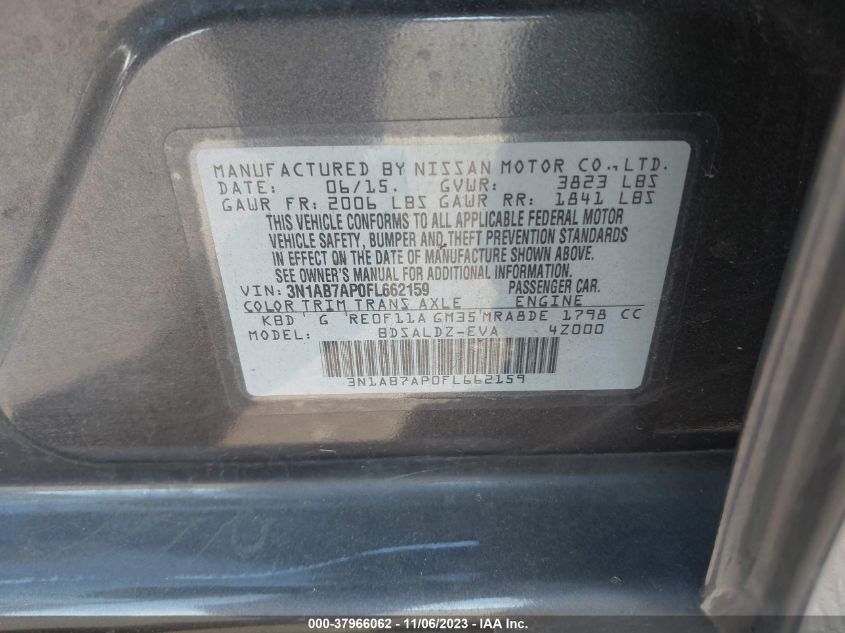 MANUFACTURED BY NISSAN MOTOR CO., LTD.
DATE: 06/15. GVWR: 3823 LBS
GAWR FR: 2006 LBS GAWR RR: 1841 LBS
THIS VEHICLE CONFORMS TO ALL APPLICABLE FEDERAL MOTOR
VEHICLE SAFETY, BUMPER AND THEFT PREVENTION STANDARDS
IN EFFECT ON THE DATE OF MANUFACTURE SHOWN ABOVE.
SEE OWNER'S MANUAL FOR ADDITIONAL INFORMATION.
VIN: 3N1AB7AP0FL662159 PASSENGER CAR.
COLOR TRIM TRANS AXLE ENGINE
KBD G RE0F11A GM35 MRA8DE 1798 CC
MODEL: BDSALDZ-EVA 4Z000
3N1AB7AP0FL662159
000-37966062 - 11/06/2023 - IAAI.com